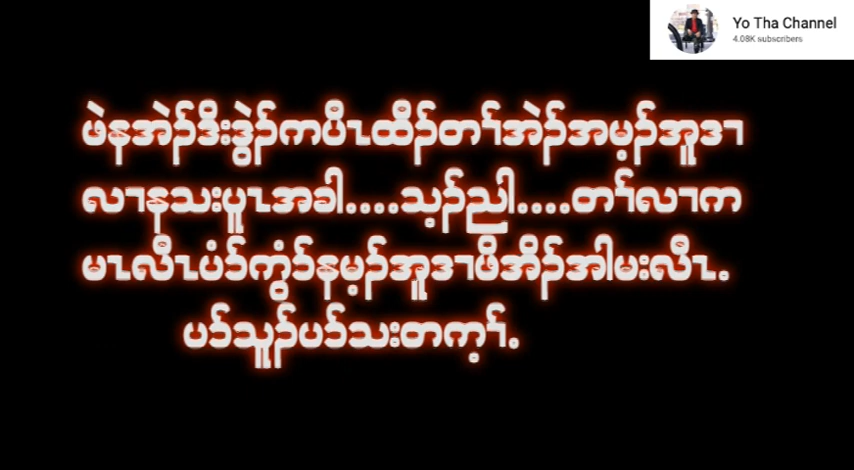 Yo Tha Channel
4.08K subscribers
ဖဲနအဲၣ်ဒိးဒွဲၣ်ကပီၤထီၣ်တၢ်အဲၣ်အမ့ၣ်အူဒၢ
လၢနသးပူၤအခါ....သ့ၣ်ညါ....တၢ်လၢက
မၤလီၤပံာ်ကွံာ်နမ့ၣ်အူဒၢဖိအိၣ်အါမးလီၤ.
ပာ်သူၣ်ပာ်သးတက့ၢ်.